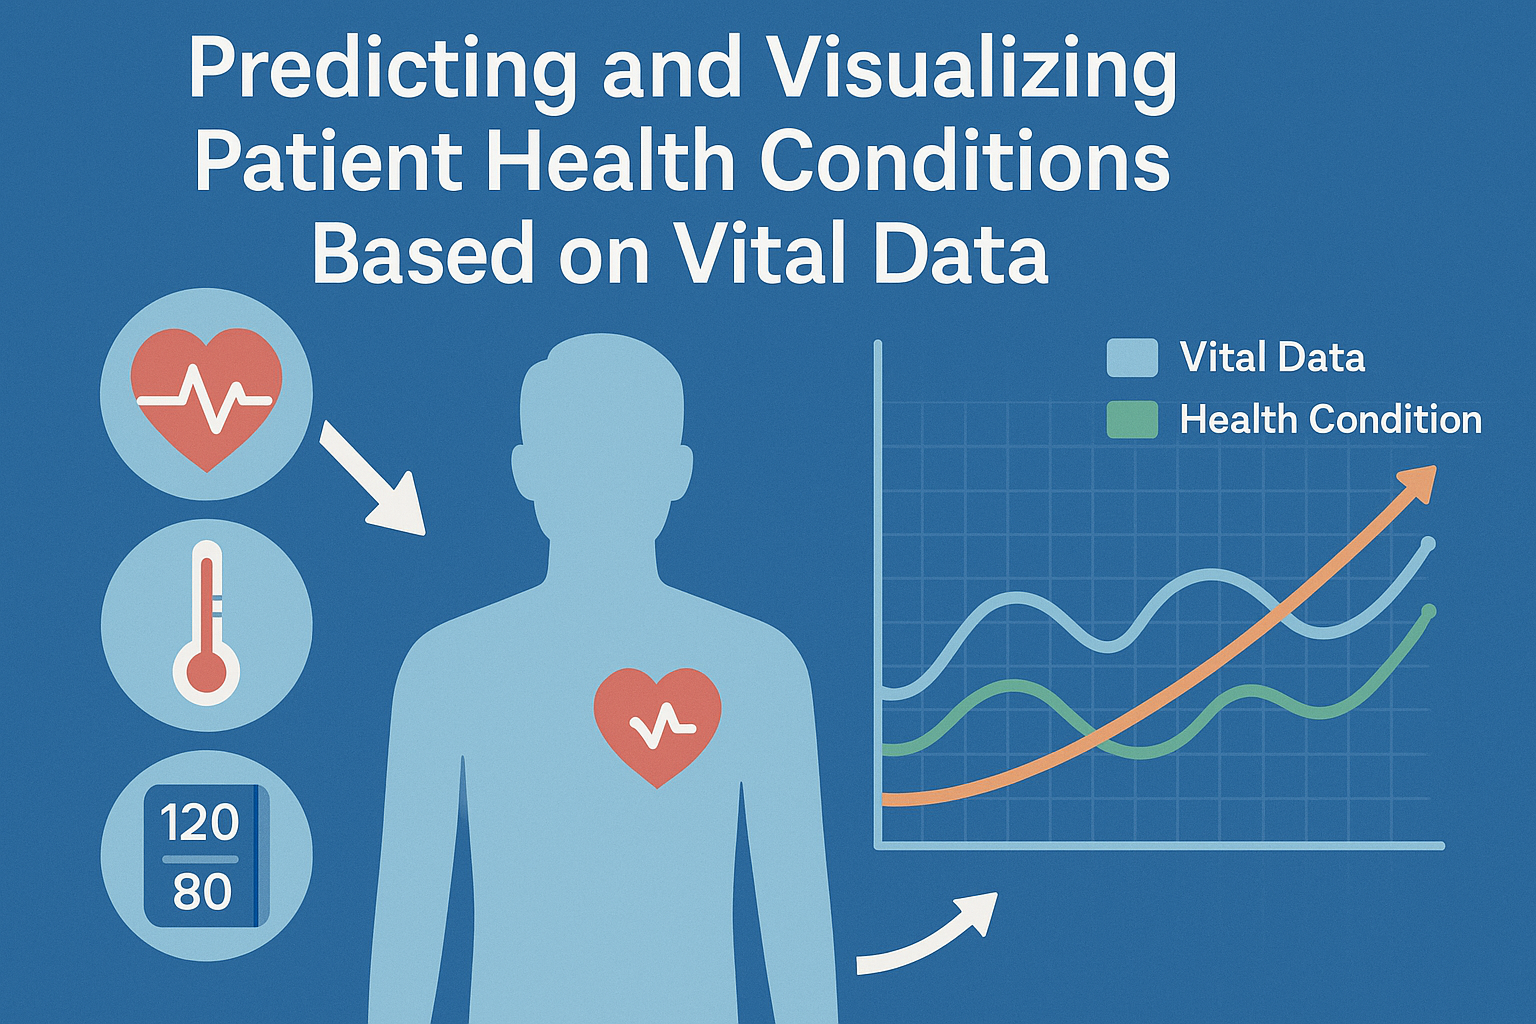 Predicting and Visualizing
Patient Health Conditions
Based on Vital Data
Vital Data
Health Condition
120
80